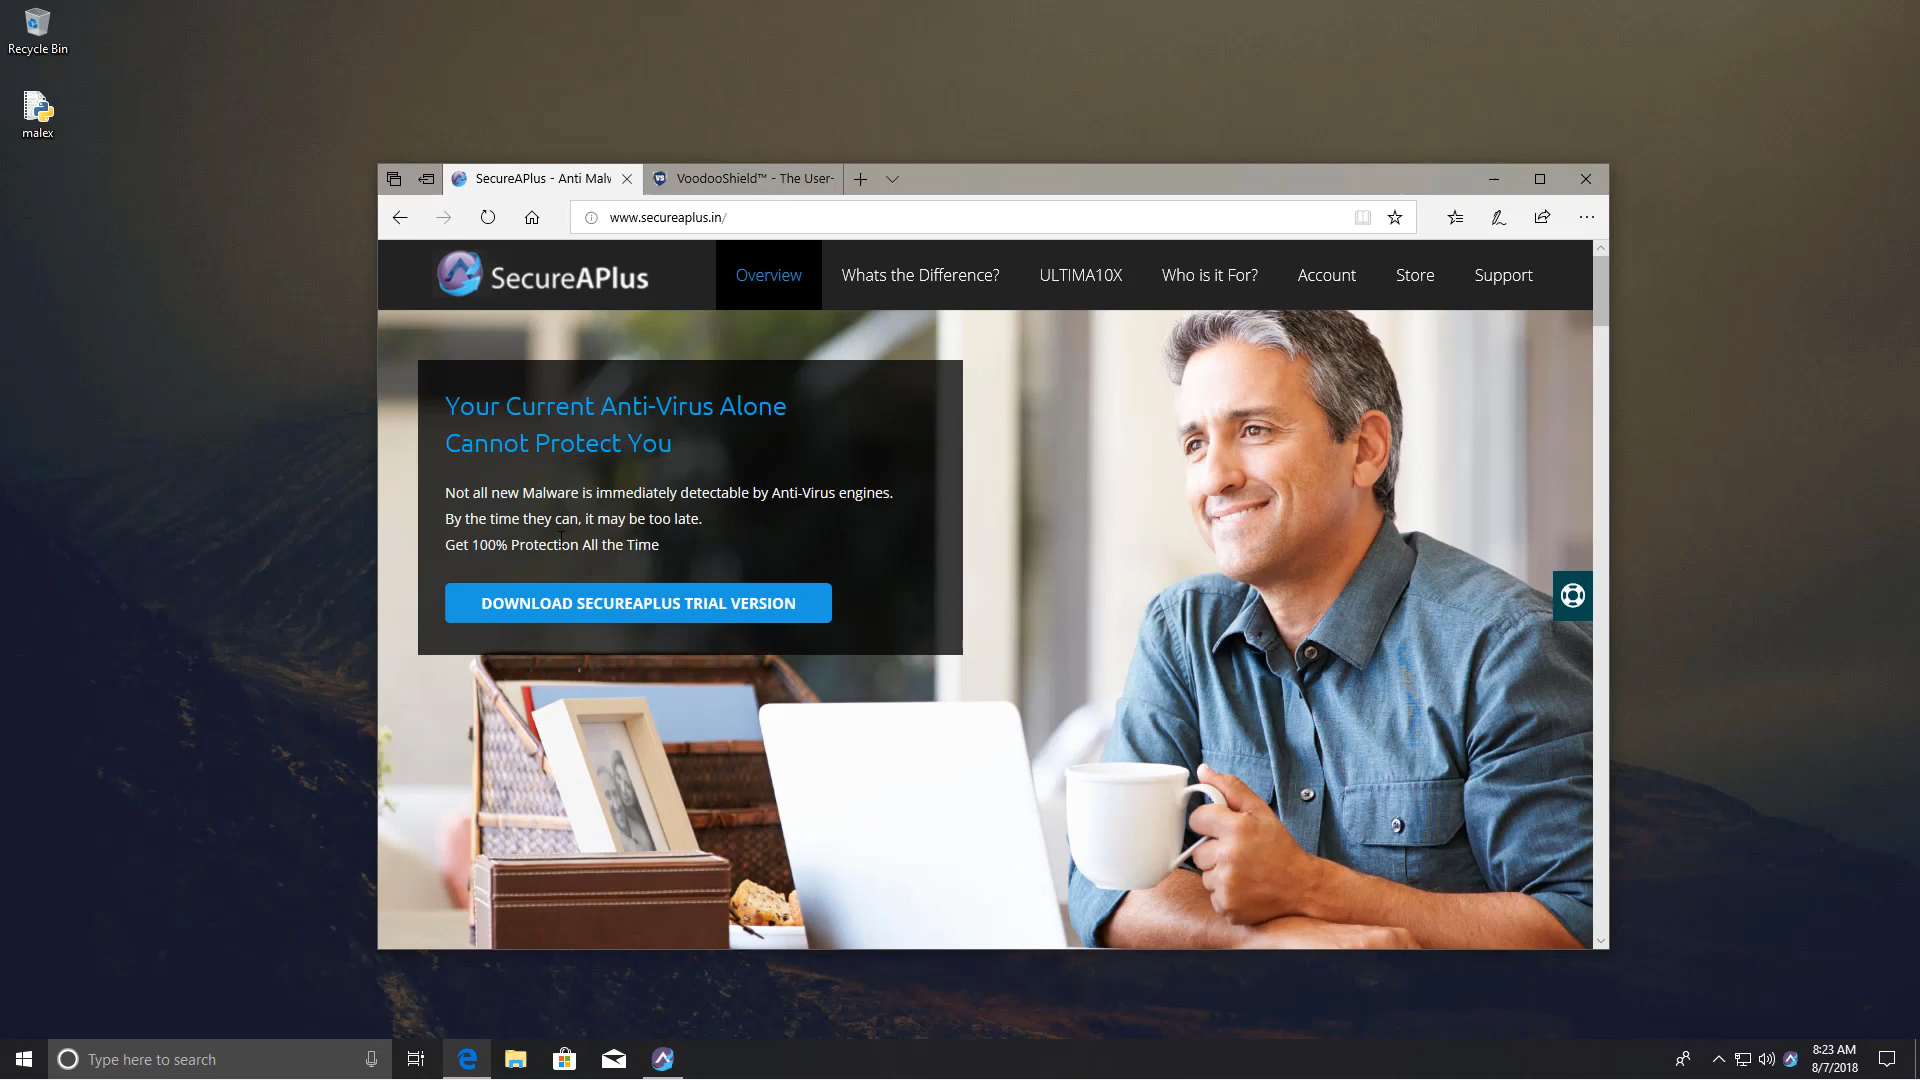 Recycle Bin
malex
SecureAPlus - Anti Malv
VoodooShield™ - The User-
www.secureaplus.in/
SecureAPlus
Overview
Whats the Difference?
ULTIMA10X
Who is it For?
Account
Store
Support
Your Current Anti-Virus Alone
Cannot Protect You
Not all new Malware is immediately detectable by Anti-Virus engines.
By the time they can, it may be too late.
Get 100% Protection All the Time
DOWNLOAD SECUREAPLUS TRIAL VERSION
Type here to search
8:23 AM
8/7/2018